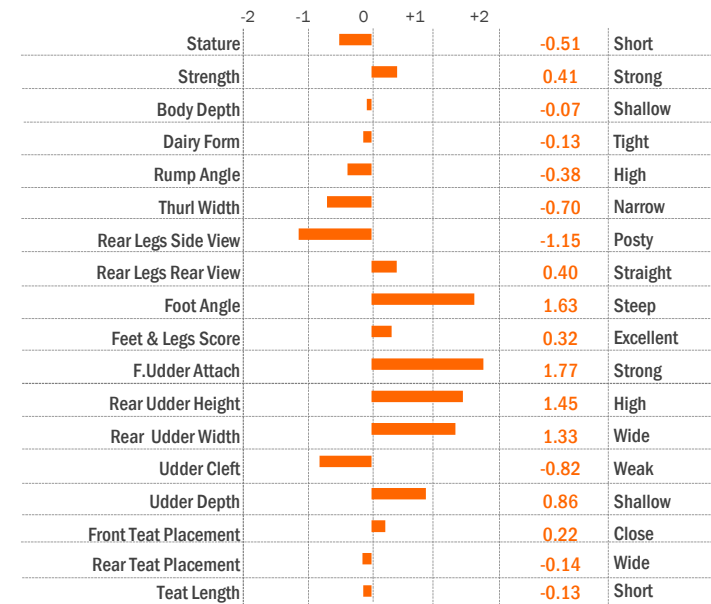 -2 -1 0 +1 +2
Stature -0.51 Short
Strength 0.41 Strong
Body Depth -0.07 Shallow
Dairy Form -0.13 Tight
Rump Angle -0.38 High
Thurl Width -0.70 Narrow
Rear Legs Side View -1.15 Posty
Rear Legs Rear View 0.40 Straight
Foot Angle 1.63 Steep
Feet & Legs Score 0.32 Excellent
F.Udder Attach 1.77 Strong
Rear Udder Height 1.45 High
Rear Udder Width 1.33 Wide
Udder Cleft -0.82 Weak
Udder Depth 0.86 Shallow
Front Teat Placement 0.22 Close
Rear Teat Placement -0.14 Wide
Teat Length -0.13 Short